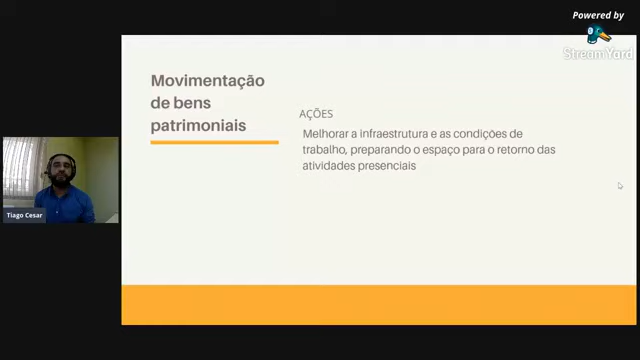 Powered by
StreamYard
Movimentação
de bens
patrimoniais
AÇÕES
Melhorar a infraestrutura e as condições de
trabalho, preparando o espaço para o retorno das
atividades presenciais
Tiago Cesar